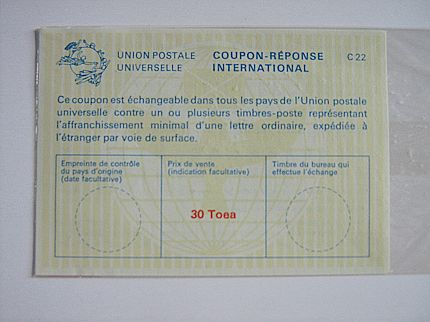 UNION POSTALE UNIVERSELLE
COUPON-RÉPONSE INTERNATIONAL
C 22
Ce coupon est échangeable dans tous les pays de l'Union postale
universelle contre un ou plusieurs timbres-poste représentant
l'affranchissement minimal d'une lettre ordinaire, expédiée à
l'étranger par voie de surface.
Empreinte de contrôle
du pays d'origine
(date facultative)
Prix de vente
(indication facultative)
30 Toea
Timbre du bureau qui
effectue l'échange